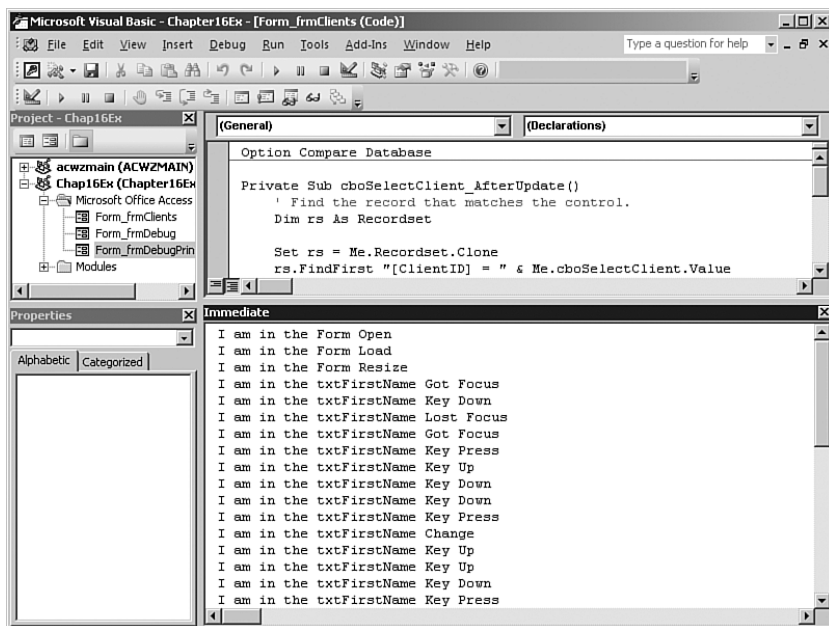 Microsoft Visual Basic - Chapter16Ex - [Form_frmClients (Code)]
File Edit View Insert Debug Run Tools Add-Ins Window Help
Type a question for help
Project - Chap16Ex
acwzmain (ACWZMAIN)
Chap16Ex (Chapter16Ex
Microsoft Office Access
Form_frmClients
Form_frmDebug
Form_frmDebugPrin
Modules
Properties
Alphabetic Categorized
(General) (Declarations)
Option Compare Database
Private Sub cboSelectClient_AfterUpdate()
' Find the record that matches the control.
Dim rs As Recordset
Set rs = Me.Recordset.Clone
rs.FindFirst "[ClientID] = " & Me.cboSelectClient.Value
Immediate
I am in the Form Open
I am in the Form Load
I am in the Form Resize
I am in the txtFirstName Got Focus
I am in the txtFirstName Key Down
I am in the txtFirstName Lost Focus
I am in the txtFirstName Got Focus
I am in the txtFirstName Key Press
I am in the txtFirstName Key Up
I am in the txtFirstName Key Down
I am in the txtFirstName Key Down
I am in the txtFirstName Key Press
I am in the txtFirstName Change
I am in the txtFirstName Key Up
I am in the txtFirstName Key Up
I am in the txtFirstName Key Down
I am in the txtFirstName Key Press